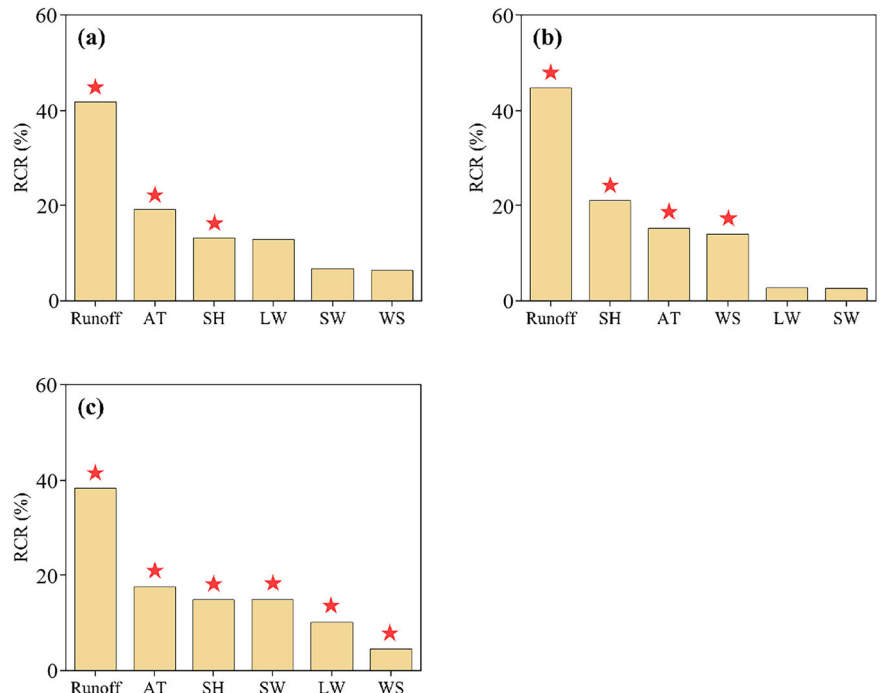 (a)
RCR (%)
60
40
20
0
Runoff AT SH LW SW WS
(b)
RCR (%)
60
40
20
0
Runoff SH AT WS LW SW
(c)
RCR (%)
60
40
20
0
Runoff AT SH SW LW WS